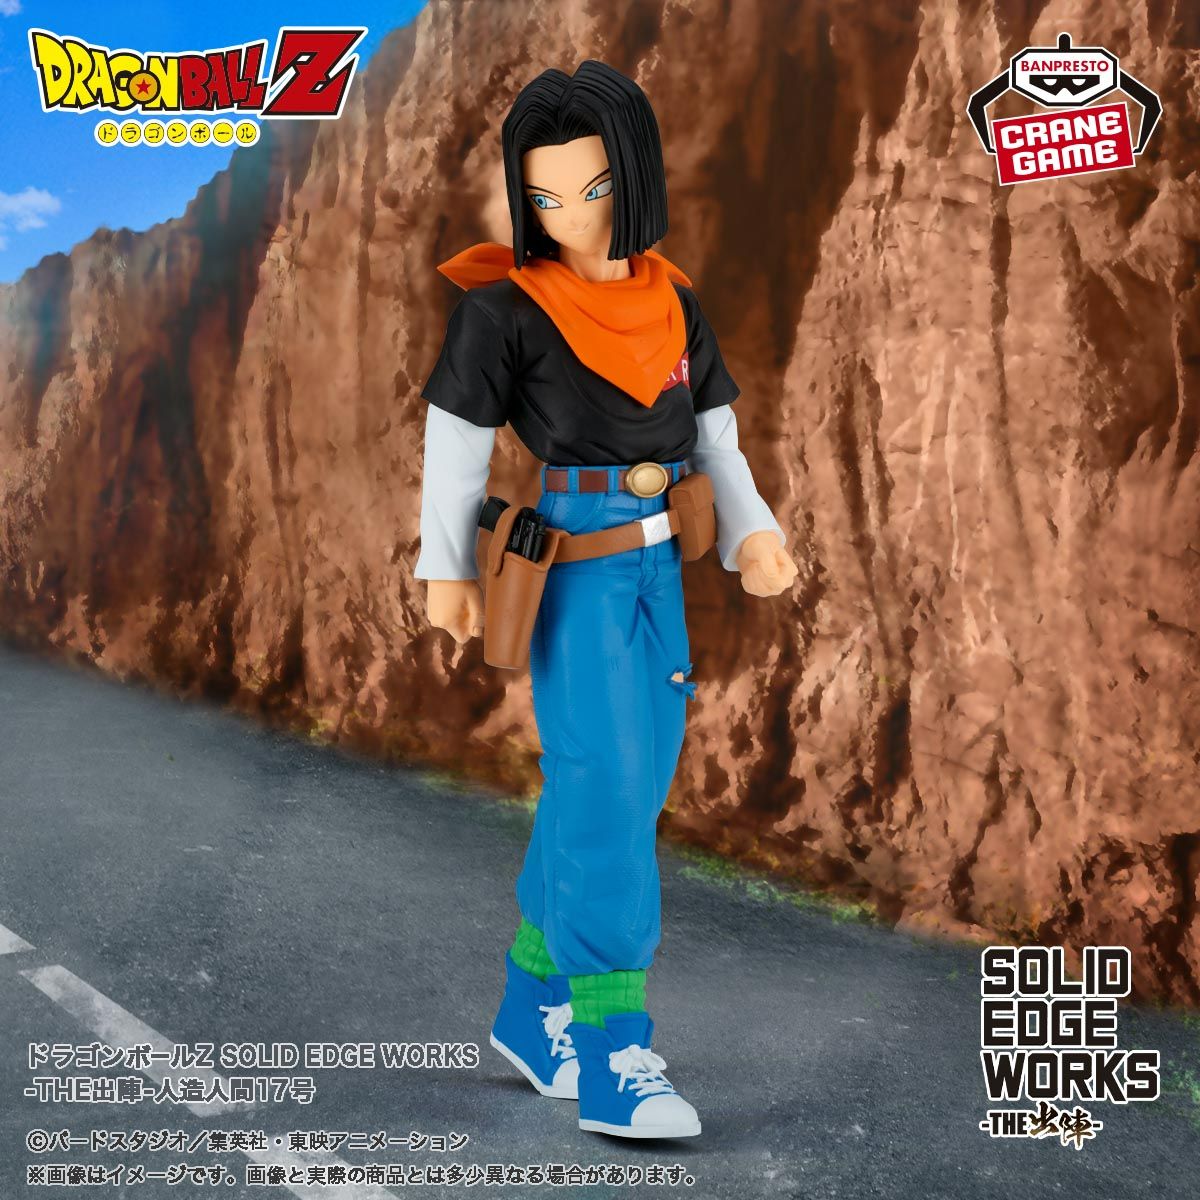 DRAGONBALL Z
ドラゴンボール
BANPRESTO
CRANE
GAME
R
SOLID
EDGE
WORKS
-THE出陣-
ドラゴンボールZ SOLID EDGE WORKS
-THE出陣-人造人間17号
©バードスタジオ／集英社・東映アニメーション
※画像はイメージです。画像と実際の商品とは多少異なる場合があります。